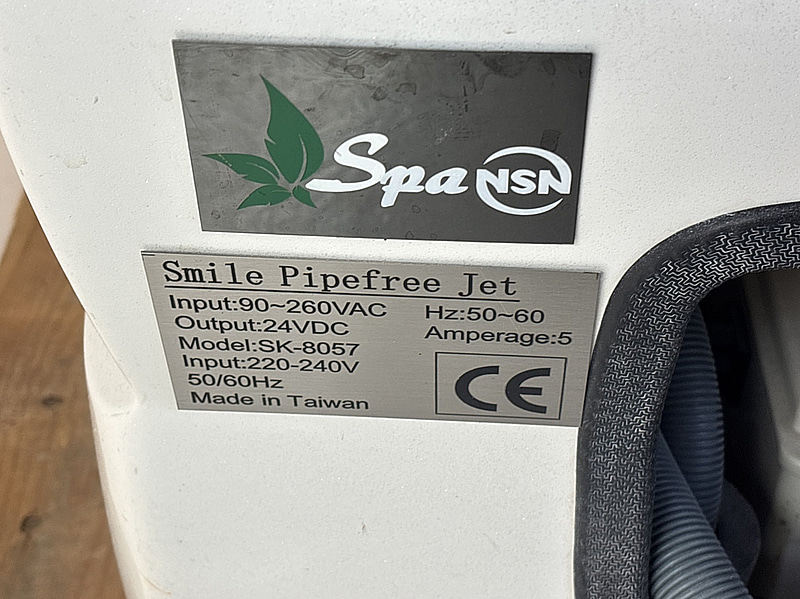 Spa NSN
Smile Pipefree Jet
Input:90~260VAC Hz:50~60
Output:24VDC Amperage:5
Model:SK-8057
Input:220-240V
50/60Hz
Made in Taiwan
CE